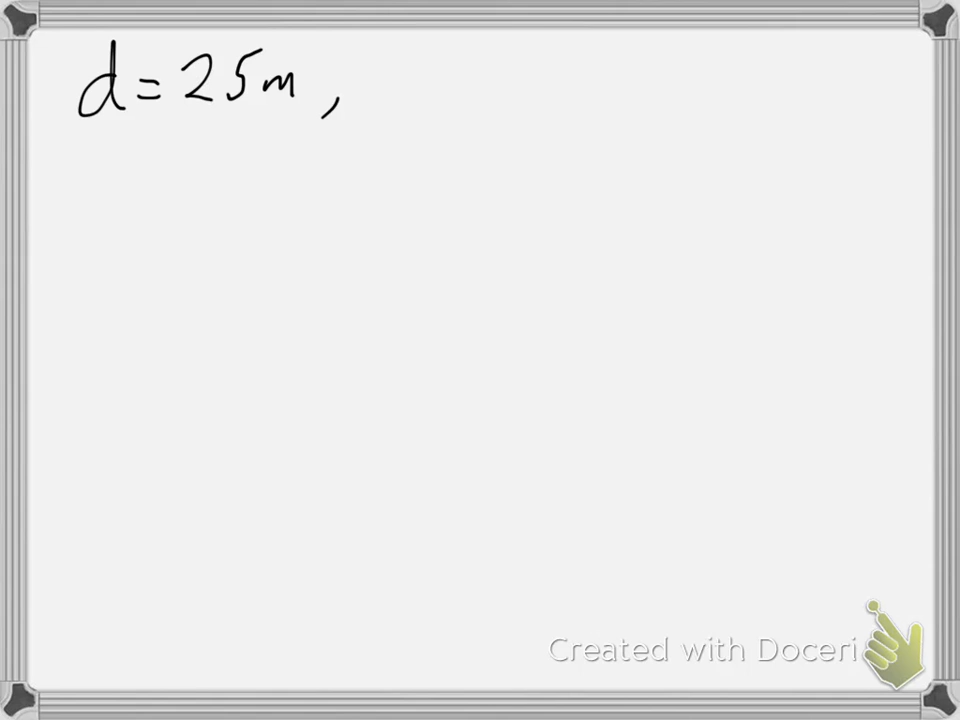 d = 25m,
Created with Doceri